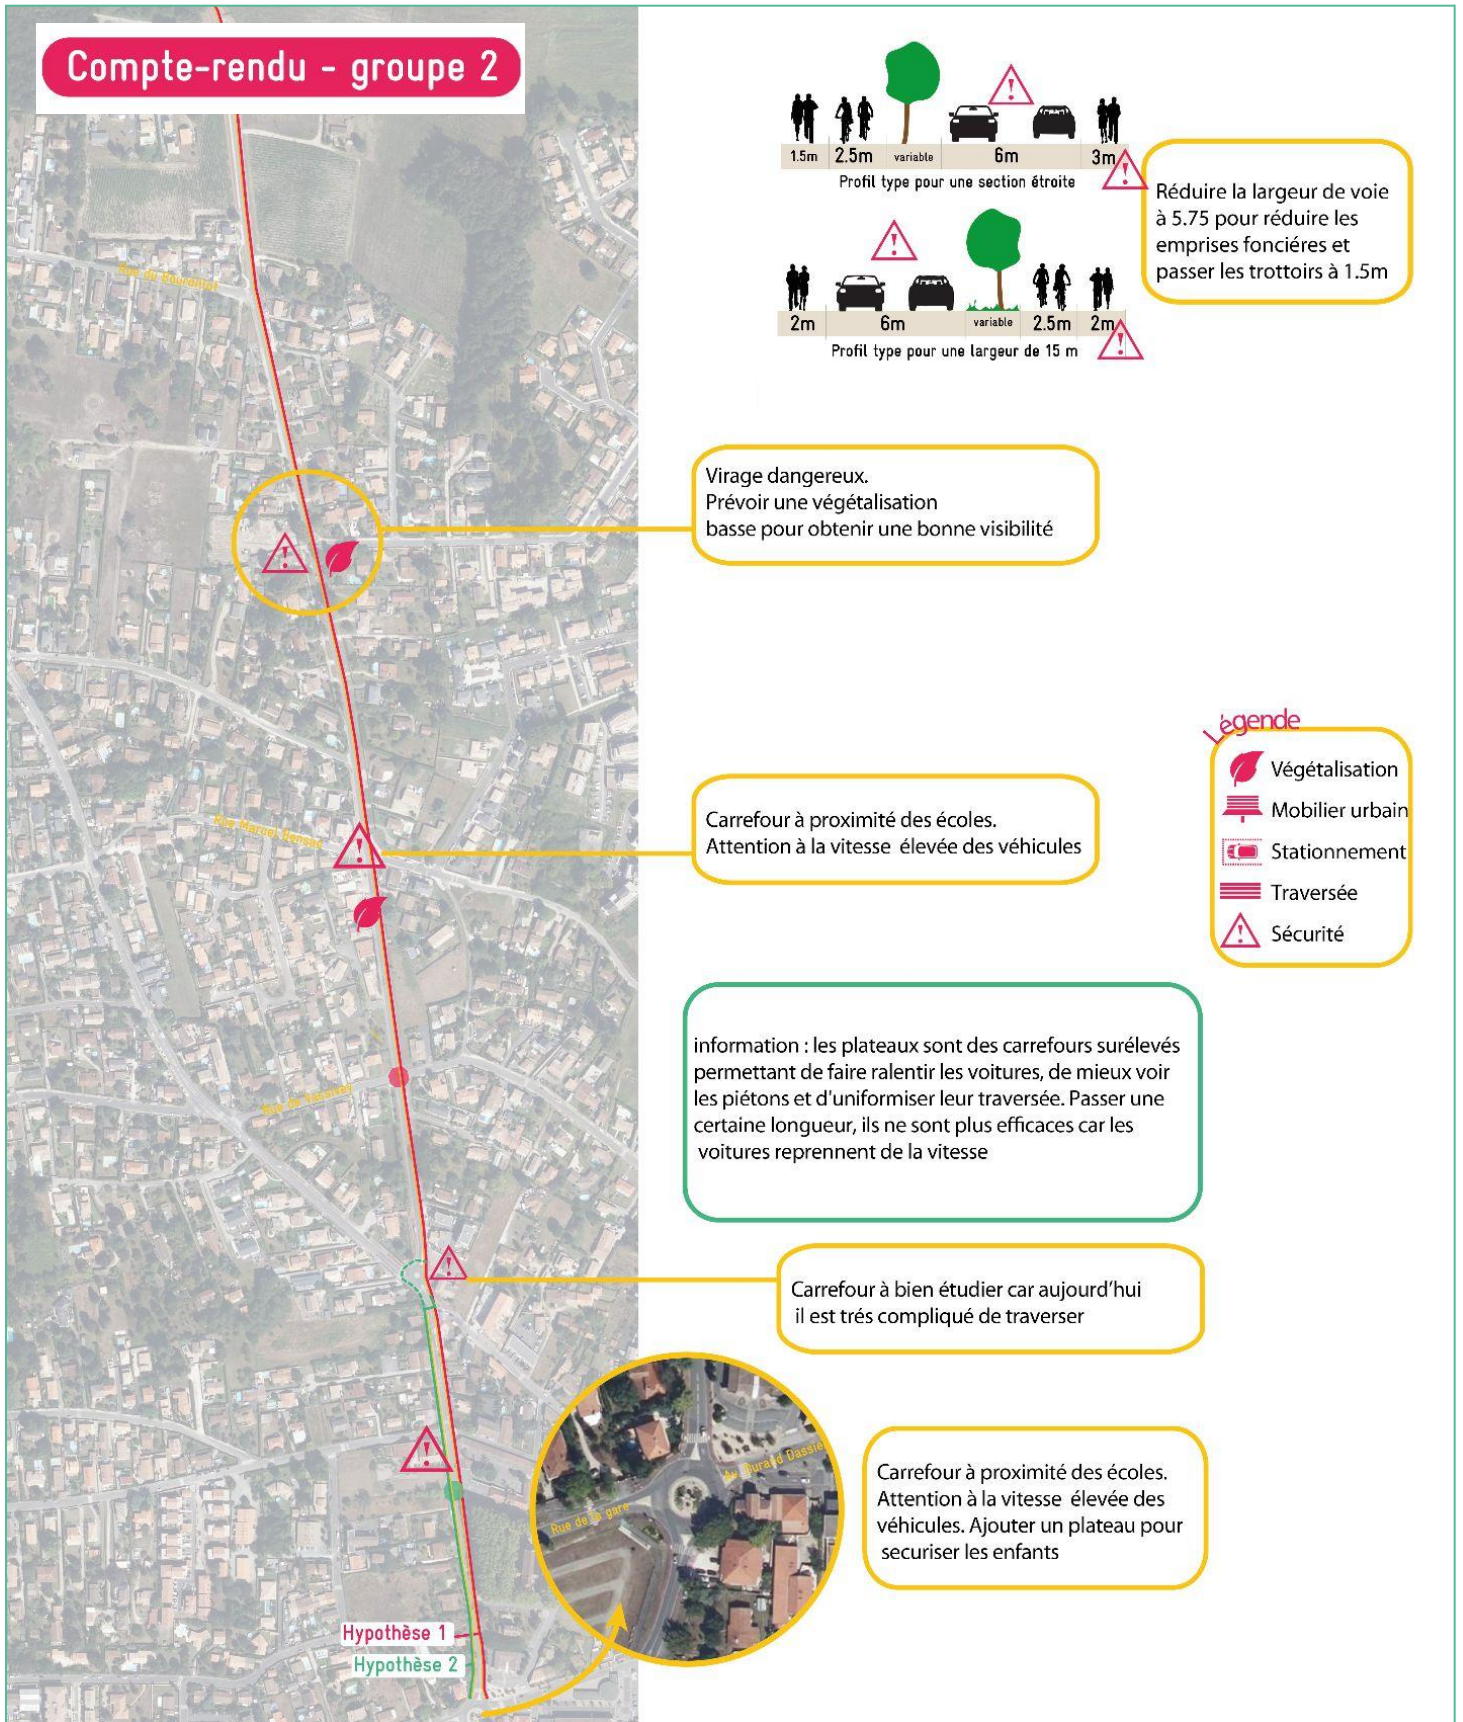 Compte-rendu - groupe 2
1.5m 2.5m variable 6m 3m
Profil type pour une section étroite
Réduire la largeur de voie
à 5.75 pour réduire les
emprises fonciéres et
passer les trottoirs à 1.5m
2m 6m variable 2.5m 2m
Profil type pour une largeur de 15 m
Virage dangereux.
Prévoir une végétalisation
basse pour obtenir une bonne visibilité
Légende
Végétalisation
Mobilier urbain
Stationnement
Traversée
Sécurité
Carrefour à proximité des écoles.
Attention à la vitesse élevée des véhicules
information : les plateaux sont des carrefours surélevés
permettant de faire ralentir les voitures, de mieux voir
les piétons et d'uniformiser leur traversée. Passer une
certaine longueur, ils ne sont plus efficaces car les
voitures reprennent de la vitesse
Carrefour à bien étudier car aujourd'hui
il est trés compliqué de traverser
Av. Durand Dassier
Rue de la gare
Carrefour à proximité des écoles.
Attention à la vitesse élevée des
véhicules. Ajouter un plateau pour
securiser les enfants
Hypothèse 1
Hypothèse 2